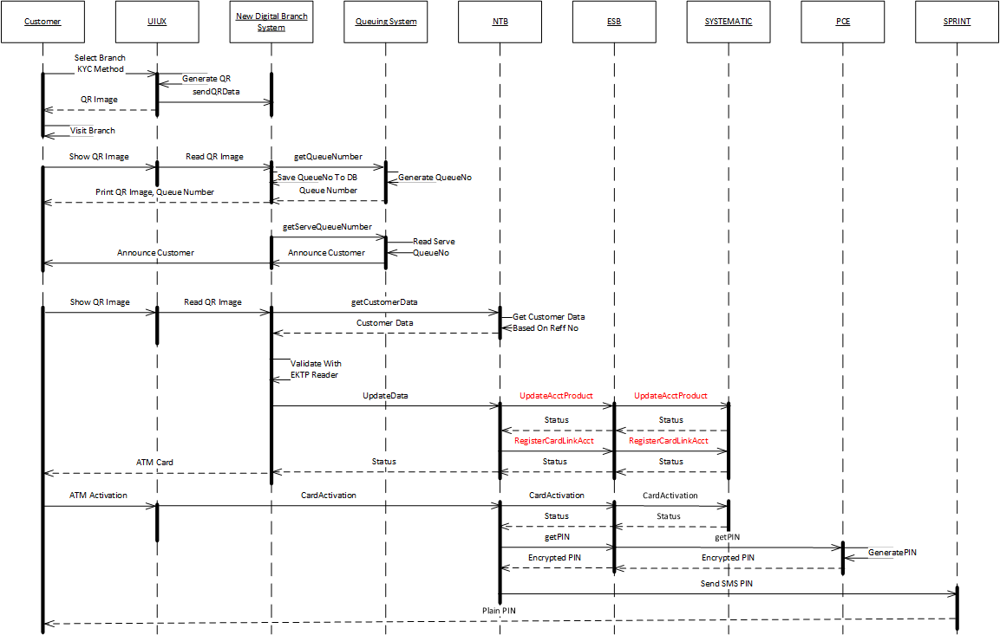 Customer
UIUX
New Digital Branch
System
Queuing System
NTB
ESB
SYSTEMATIC
PCE
SPRINT
Select Branch
KYC Method
Generate QR
sendQRData
QR Image
Visit Branch
Show QR Image
Read QR Image
getQueueNumber
Save QueueNo To DB
Generate QueueNo
Print QR Image, Queue Number
Queue Number
getServeQueueNumber
Read Serve
QueueNo
Announce Customer
Announce Customer
Show QR Image
Read QR Image
getCustomerData
Get Customer Data
Based On Reff No
Customer Data
Validate With
EKTP Reader
UpdateData
UpdateAcctProduct
UpdateAcctProduct
Status
Status
RegisterCardLinkAcct
RegisterCardLinkAcct
ATM Card
Status
Status
Status
ATM Activation
CardActivation
CardActivation
CardActivation
Status
Status
getPIN
getPIN
GeneratePIN
Encrypted PIN
Encrypted PIN
Send SMS PIN
Plain PIN